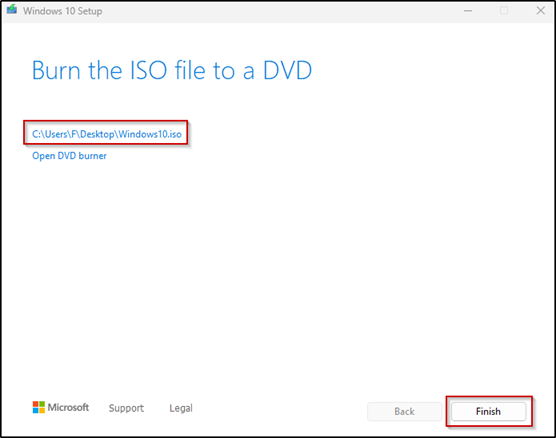 Windows 10 Setup
Burn the ISO file to a DVD
C:\Users\F\Desktop\Windows10.iso
Open DVD burner
Microsoft Support Legal
Back Finish